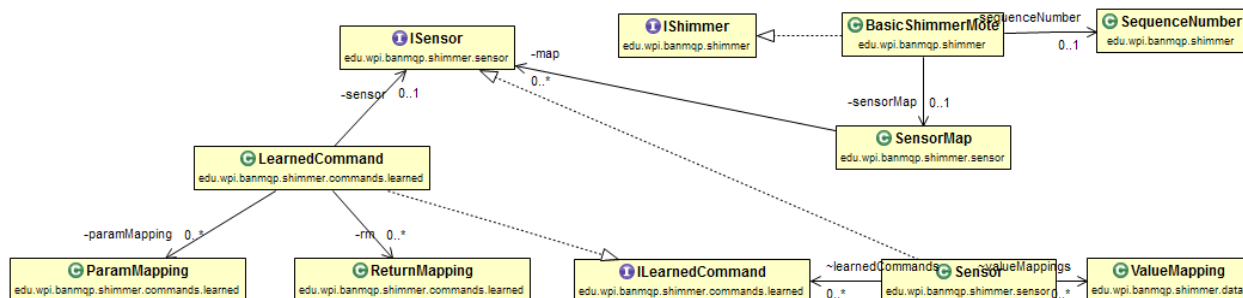 I ISensor
edu.wpi.banmqp.shimmer.sensor
I IShimmer
edu.wpi.banmqp.shimmer
C BasicShimmerMote
edu.wpi.banmqp.shimmer
-sequenceNumber
0..1
C SequenceNumber
edu.wpi.banmqp.shimmer
-map
0..*
-sensor
0..1
-sensorMap
0..1
C SensorMap
edu.wpi.banmqp.shimmer.sensor
C LearnedCommand
edu.wpi.banmqp.shimmer.commands.learned
-paramMapping
0..*
-rm
0..*
C ParamMapping
edu.wpi.banmqp.shimmer.commands.learned
C ReturnMapping
edu.wpi.banmqp.shimmer.commands.learned
I ILearnedCommand
edu.wpi.banmqp.shimmer.commands.learned
~learnedCommands
0..*
C Sensor
edu.wpi.banmqp.shimmer.sensor
~valueMappings
0..*
C ValueMapping
edu.wpi.banmqp.shimmer.data